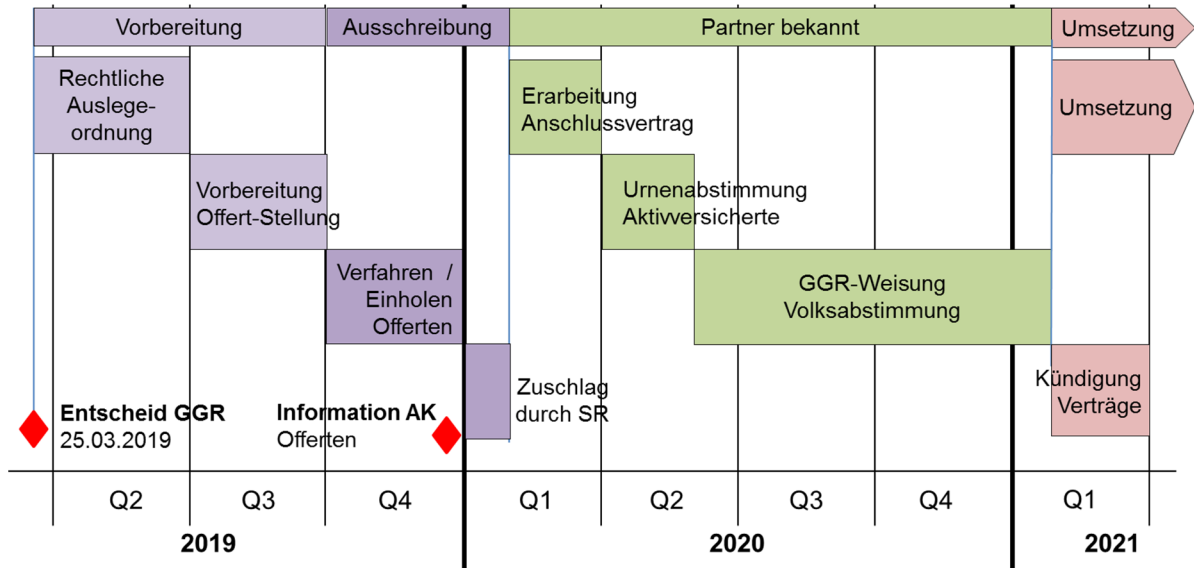 Vorbereitung
Ausschreibung
Partner bekannt
Umsetzung
Rechtliche
Auslege-
ordnung
Erarbeitung
Anschlussvertrag
Umsetzung
Vorbereitung
Offert-Stellung
Urnenabstimmung
Aktivversicherte
Verfahren /
Einholen
Offerten
GGR-Weisung
Volksabstimmung
Zuschlag
durch SR
Kündigung
Verträge
Entscheid GGR
25.03.2019
Information AK
Offerten
Q2
Q3
Q4
Q1
Q2
Q3
Q4
Q1
2019
2020
2021